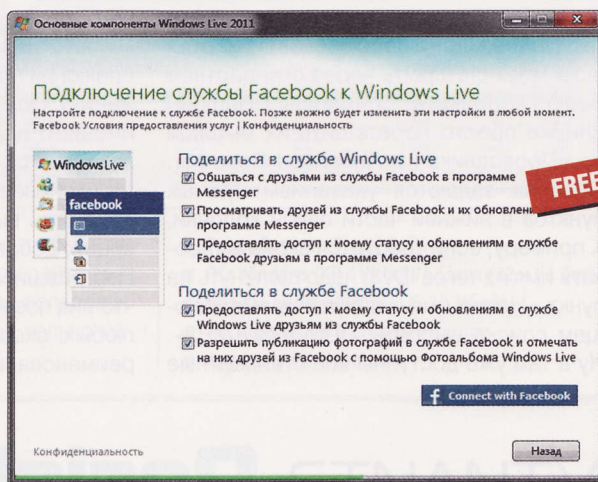 Основные компоненты Windows Live 2011
Подключение службы Facebook к Windows Live
Настройте подключение к службе Facebook. Позже можно будет изменить эти настройки в любой момент.
Facebook Условия предоставления услуг | Конфиденциальность
Windows Live
facebook
Поделиться в службе Windows Live
Общаться с друзьями из службы Facebook в программе
Messenger
Просматривать друзей из службы Facebook и их
программе Messenger
Предоставлять доступ к моему статусу и обновлениям в службе
Facebook друзьям в программе Messenger
FREE
Поделиться в службе Facebook
Предоставлять доступ к моему статусу и обновлениям в службе
Windows Live друзьям из службы Facebook
Разрешить публикацию фотографий в службе Facebook и отмечать
на них друзей из Facebook с помощью Фотоальбома Windows Live
f Connect with Facebook
Конфиденциальность
Назад